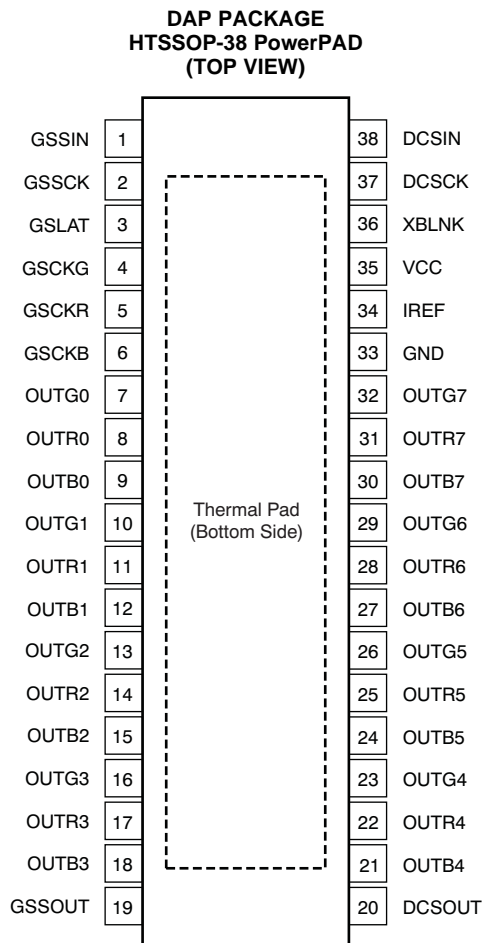 DAP PACKAGE
HTSSOP-38 PowerPAD
(TOP VIEW)
GSSIN 1 38 DCSIN
GSSCK 2 37 DCSCK
GSLAT 3 36 XBLNK
GSCKG 4 35 VCC
GSCKR 5 34 IREF
GSCKB 6 33 GND
OUTG0 7 32 OUTG7
OUTR0 8 31 OUTR7
OUTB0 9 30 OUTB7
Thermal Pad
(Bottom Side)
OUTG1 10 29 OUTG6
OUTR1 11 28 OUTR6
OUTB1 12 27 OUTB6
OUTG2 13 26 OUTG5
OUTR2 14 25 OUTR5
OUTB2 15 24 OUTB5
OUTG3 16 23 OUTG4
OUTR3 17 22 OUTR4
OUTB3 18 21 OUTB4
GSSOUT 19 20 DCSOUT